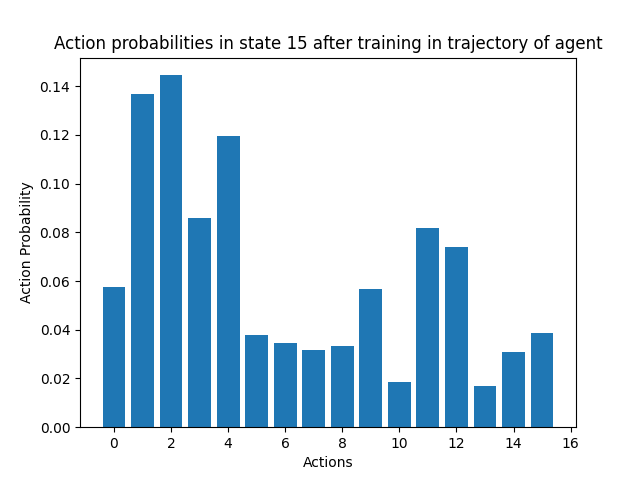 Action probabilities in state 15 after training in trajectory of agent
0.14
0.12
0.10
0.08
0.06
0.04
0.02
0.00
Action Probability
0 2 4 6 8 10 12 14 16
Actions